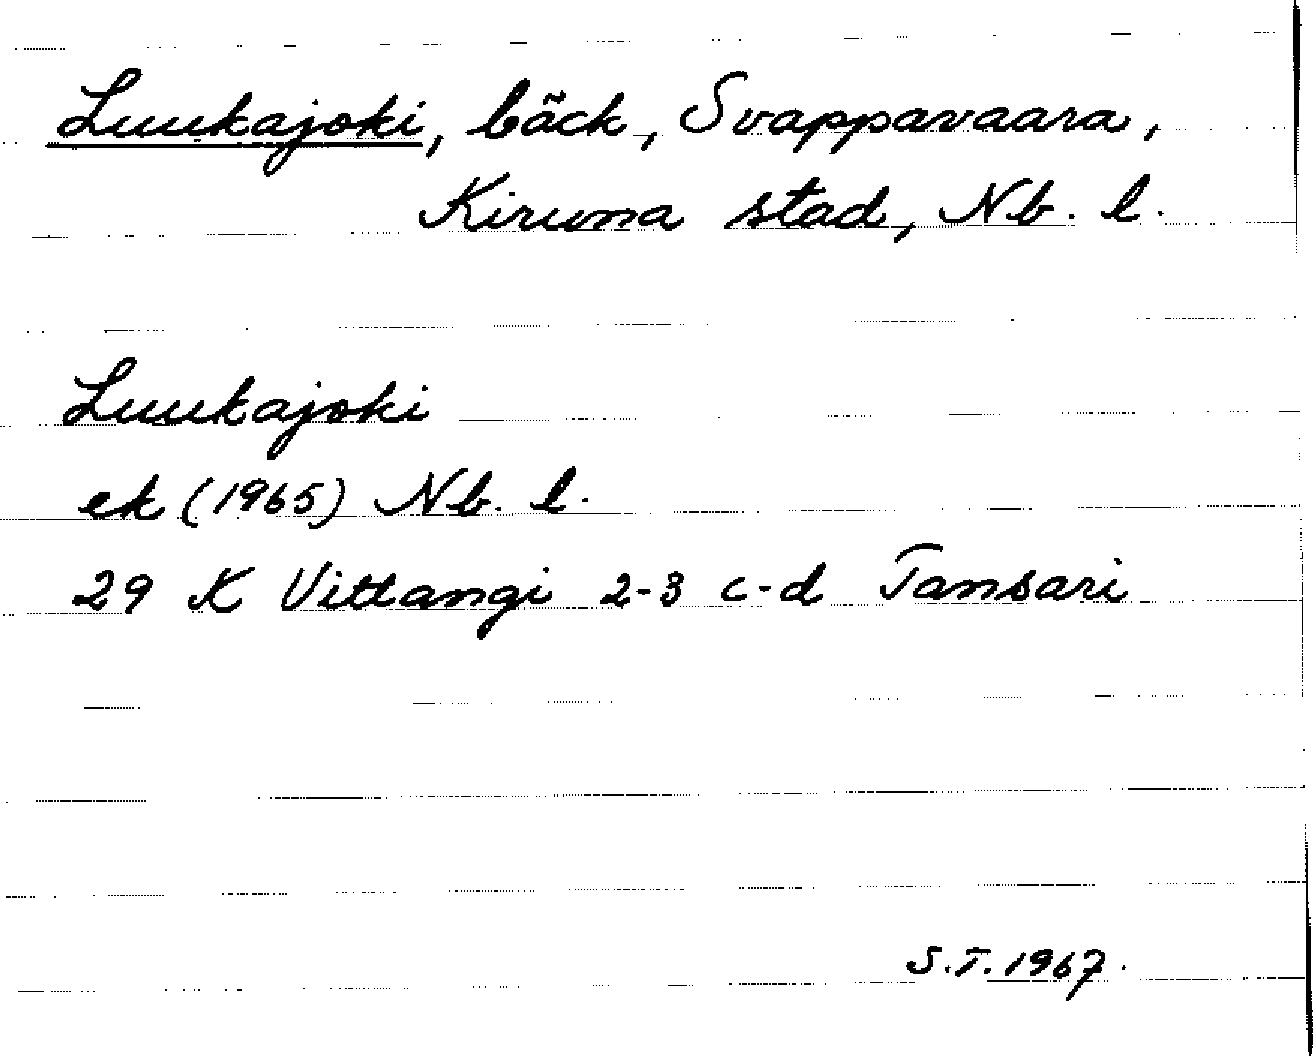 Luukajoki, bäck, Svappavaara,
Kiruna stad, Nb. l.
Luukajoki
ek (1965) Nb. l.
29 K Vittangi 2-3 c-d Tansari
S.T. 1967.